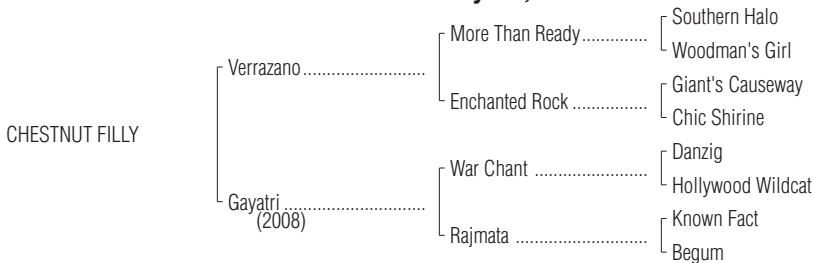 Southern Halo
More Than Ready..............
Woodman's Girl
Verrazano..........................
Giant's Causeway
Enchanted Rock ................
Chic Shirine
CHESTNUT FILLY
Danzig
War Chant ........................
Hollywood Wildcat
Gayatri ..............................
(2008)
Known Fact
Rajmata ............................
Begum